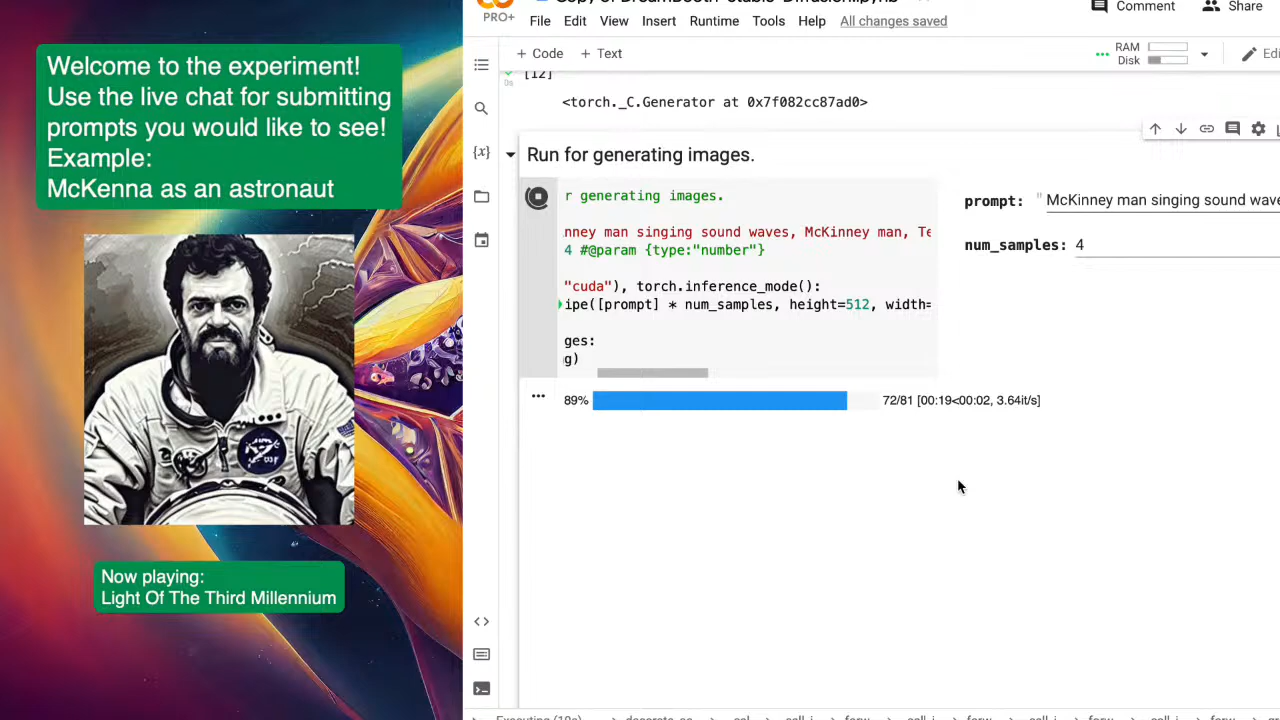 Welcome to the experiment!
Use the live chat for submitting
prompts you would like to see!
Example:
McKenna as an astronaut
Now playing:
Light Of The Third Millennium
PRO+
File Edit View Insert Runtime Tools Help All changes saved
Comment Share
+ Code + Text
RAM
Disk
[12]
0s
<torch._C.Generator at 0x7f082cc87ad0>
Run for generating images.
r generating images.
nney man singing sound waves, McKinney man, Te
4 #@param {type:"number"}
"cuda"), torch.inference_mode():
ipe([prompt] * num_samples, height=512, width=
ges:
g)
prompt: " McKinney man singing sound wave
num_samples: 4
89% 72/81 [00:19<00:02, 3.64it/s]
{x}